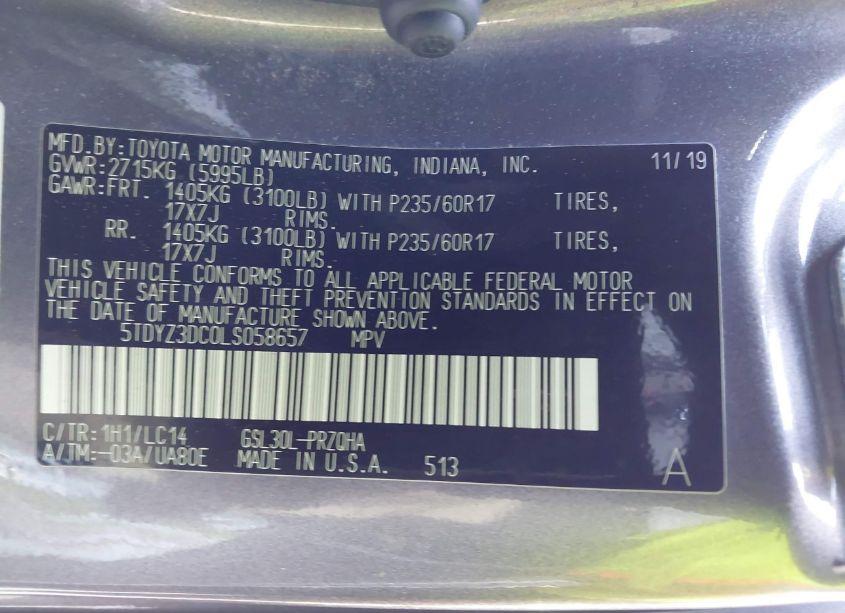 MFD.BY:TOYOTA MOTOR MANUFACTURING, INDIANA, INC. 11/19
GVWR:2715KG (5995LB)
GAWR:FRT. 1405KG (3100LB) WITH P235/60R17 TIRES,
17X7J RIMS.
RR. 1405KG (3100LB) WITH P235/60R17 TIRES,
17X7J RIMS.
THIS VEHICLE CONFORMS TO ALL APPLICABLE FEDERAL MOTOR
VEHICLE SAFETY AND THEFT PREVENTION STANDARDS IN EFFECT ON
THE DATE OF MANUFACTURE SHOWN ABOVE.
5TDYZ3DC0LS058657 MPV
C/TR:1H1/LC14 GSL30L-PRZQHA
A/TM:-03A/UA80E MADE IN U.S.A. 513 A